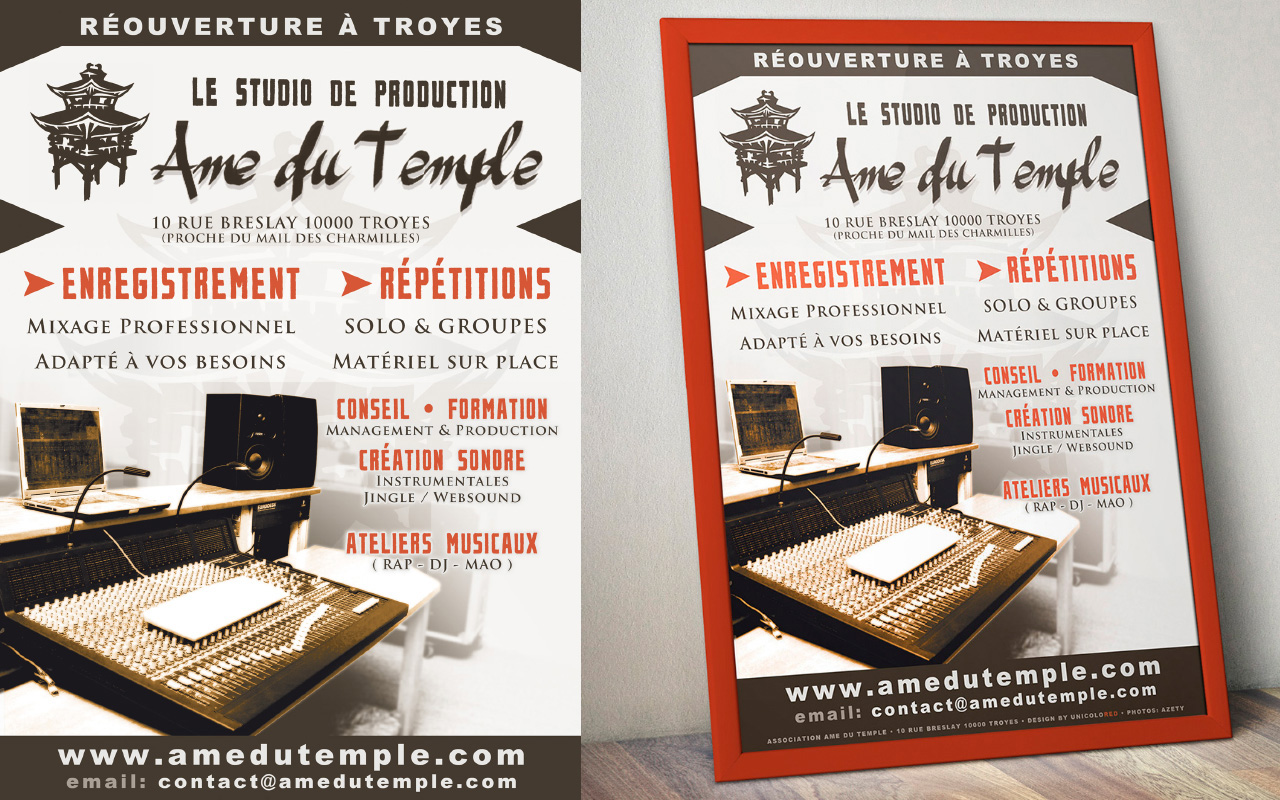 RÉOUVERTURE À TROYES
LE STUDIO DE PRODUCTION
Ame du Temple
10 RUE BRESLAY 10000 TROYES
(PROCHE DU MAIL DES CHARMILLES)
➤ENREGISTREMENT
MIXAGE PROFESSIONNEL
ADAPTÉ À VOS BESOINS
➤RÉPÉTITIONS
SOLO & GROUPES
MATÉRIEL SUR PLACE
CONSEIL • FORMATION
MANAGEMENT & PRODUCTION
CRÉATION SONORE
INSTRUMENTALES
JINGLE / WEBSOUND
ATELIERS MUSICAUX
( RAP - DJ - MAO )
www.amedutemple.com
email: contact@amedutemple.com
RÉOUVERTURE À TROYES
LE STUDIO DE PRODUCTION
Ame du Temple
10 RUE BRESLAY 10000 TROYES
(PROCHE DU MAIL DES CHARMILLES)
➤ENREGISTREMENT
MIXAGE PROFESSIONNEL
ADAPTÉ À VOS BESOINS
➤RÉPÉTITIONS
SOLO & GROUPES
MATÉRIEL SUR PLACE
CONSEIL • FORMATION
MANAGEMENT & PRODUCTION
CRÉATION SONORE
INSTRUMENTALES
JINGLE / WEBSOUND
ATELIERS MUSICAUX
( RAP - DJ - MAO )
www.amedutemple.com
email: contact@amedutemple.com
ASSOCIATION AME DU TEMPLE • 10 RUE BRESLAY 10000 TROYES • DESIGN BY UNICOLORED • PHOTOS: AZETY